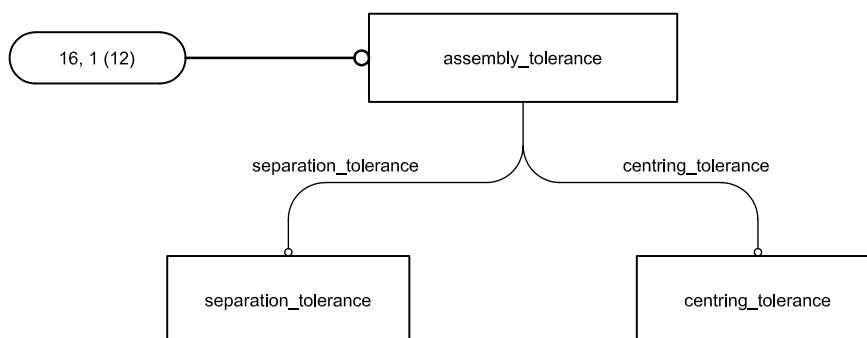 16, 1 (12)
assembly_tolerance
separation_tolerance
centring_tolerance
separation_tolerance
centring_tolerance